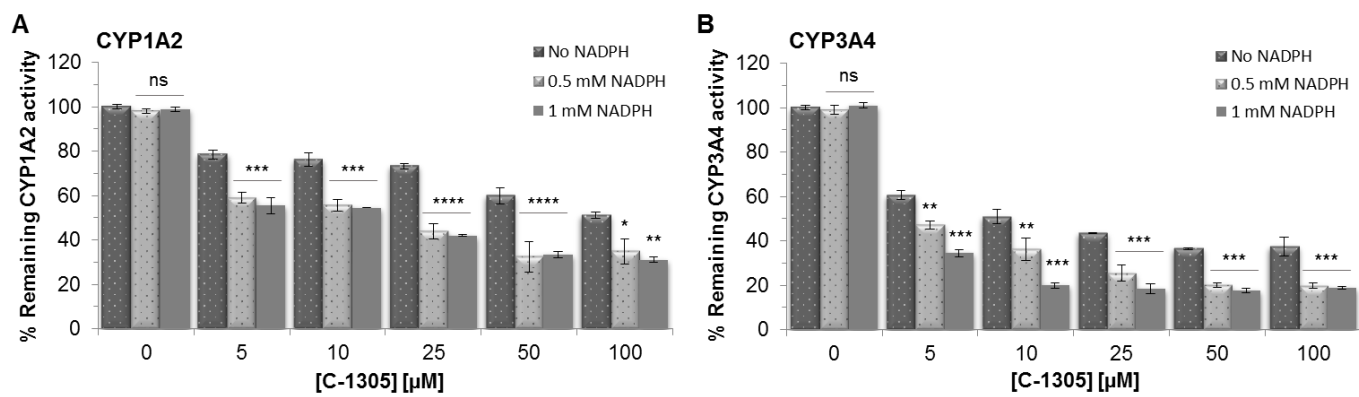 A
CYP1A2
% Remaining CYP1A2 activity
120
100
80
60
40
20
0
No NADPH
0.5 mM NADPH
1 mM NADPH
ns
***
***
****
****
*
**
0 5 10 25 50 100
[C-1305] [µM]
B
CYP3A4
% Remaining CYP3A4 activity
120
100
80
60
40
20
0
No NADPH
0.5 mM NADPH
1 mM NADPH
ns
**
***
**
***
***
***
***
0 5 10 25 50 100
[C-1305] [µM]